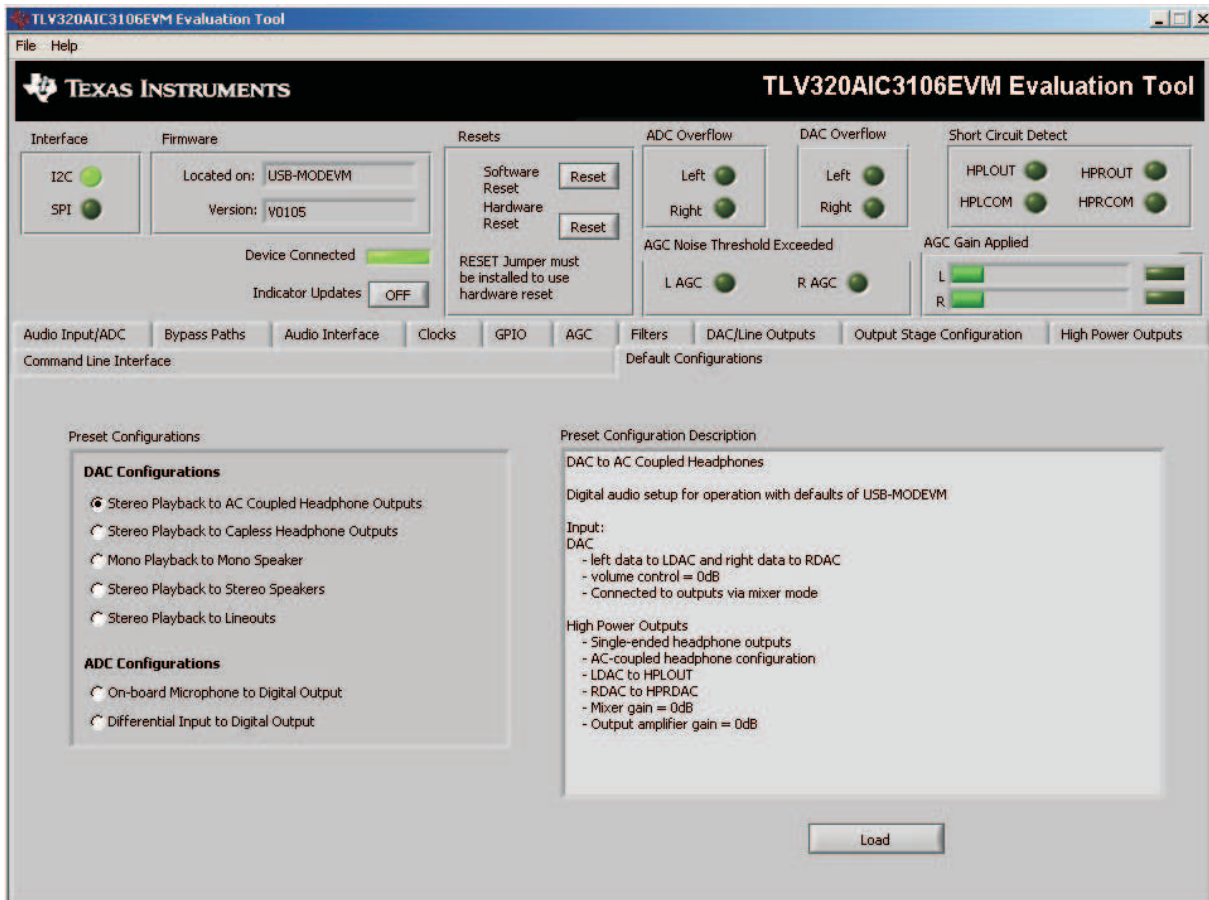 TLV320AIC3106EVM Evaluation Tool
File Help
TEXAS INSTRUMENTS
TLV320AIC3106EVM Evaluation Tool
Interface
I2C
SPI
Firmware
Located on: USB-MODEVM
Version: V0105
Device Connected
Indicator Updates OFF
Resets
Software
Reset
Reset
Hardware
Reset
Reset
RESET Jumper must
be installed to use
hardware reset
ADC Overflow
Left
Right
DAC Overflow
Left
Right
Short Circuit Detect
HPLOUT HPROUT
HPLCOM HPRCOM
AGC Noise Threshold Exceeded
L AGC R AGC
AGC Gain Applied
L
R
Audio Input/ADC Bypass Paths Audio Interface Clocks GPIO AGC Filters DAC/Line Outputs Output Stage Configuration High Power Outputs
Command Line Interface Default Configurations
Preset Configurations
DAC Configurations
Stereo Playback to AC Coupled Headphone Outputs
Stereo Playback to Capless Headphone Outputs
Mono Playback to Mono Speaker
Stereo Playback to Stereo Speakers
Stereo Playback to Lineouts
ADC Configurations
On-board Microphone to Digital Output
Differential Input to Digital Output
Preset Configuration Description
DAC to AC Coupled Headphones
Digital audio setup for operation with defaults of USB-MODEVM
Input:
DAC
- left data to LDAC and right data to RDAC
- volume control = 0dB
- Connected to outputs via mixer mode
High Power Outputs
- Single-ended headphone outputs
- AC-coupled headphone configuration
- LDAC to HPLOUT
- RDAC to HPRDAC
- Mixer gain = 0dB
- Output amplifier gain = 0dB
Load